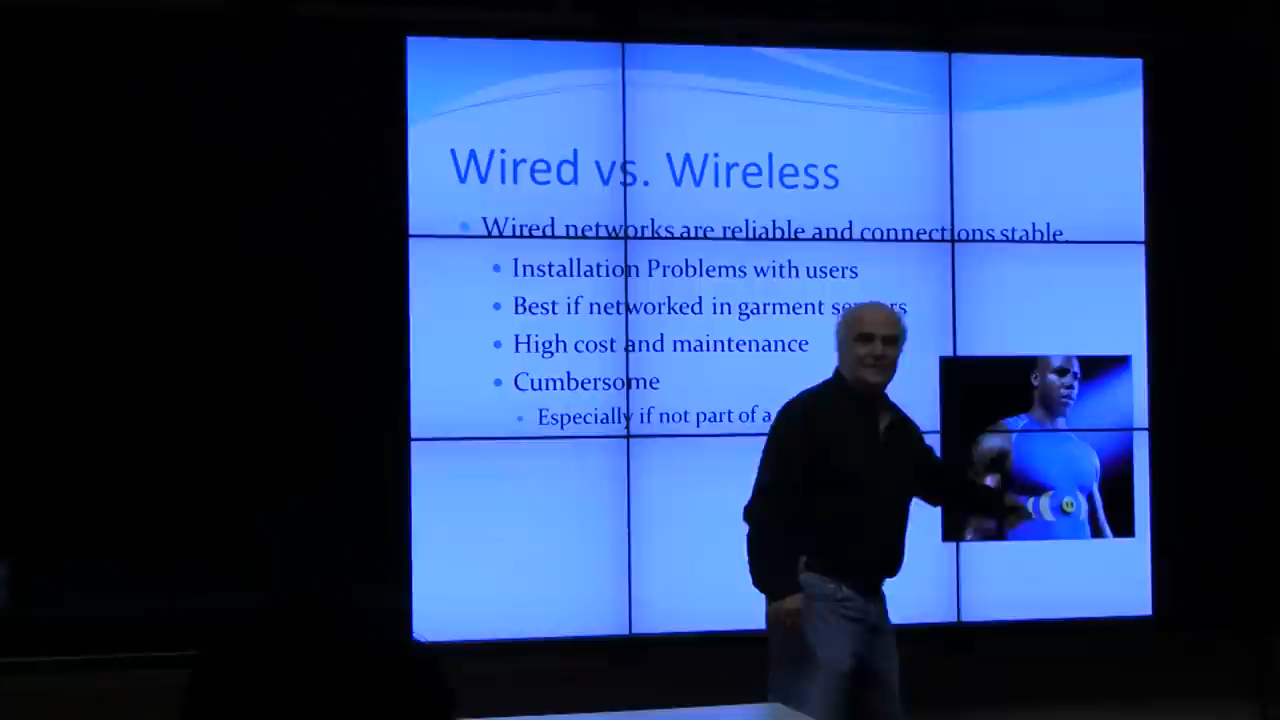 Wired vs. Wireless
Wired networks are reliable and connections stable.
Installation Problems with users
Best if networked in garment
High cost and maintenance
Cumbersome
Especially if not part of a